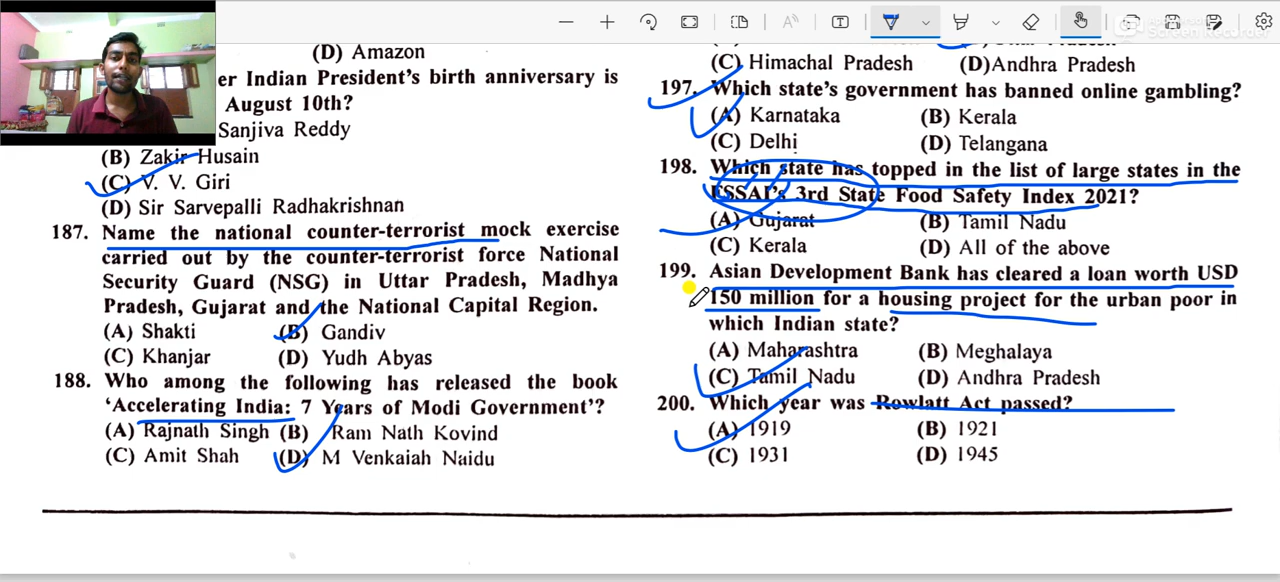 (D) Amazon
er Indian President's birth anniversary is
August 10th?
Sanjiva Reddy
(B) Zakir Husain
(C) V. V. Giri
(D) Sir Sarvepalli Radhakrishnan
187. Name the national counter-terrorist mock exercise
carried out by the counter-terrorist force National
Security Guard (NSG) in Uttar Pradesh, Madhya
Pradesh, Gujarat and the National Capital Region.
(A) Shakti (B) Gandiv
(C) Khanjar (D) Yudh Abyas
188. Who among the following has released the book
'Accelerating India: 7 Years of Modi Government'?
(A) Rajnath Singh (B) Ram Nath Kovind
(C) Amit Shah (D) M Venkaiah Naidu
(C) Himachal Pradesh (D)Andhra Pradesh
197. Which state's government has banned online gambling?
(A) Karnataka (B) Kerala
(C) Delhi (D) Telangana
198. Which state has topped in the list of large states in the
FSSAI's 3rd State Food Safety Index 2021?
(A) Gujarat (B) Tamil Nadu
(C) Kerala (D) All of the above
199. Asian Development Bank has cleared a loan worth USD
150 million for a housing project for the urban poor in
which Indian state?
(A) Maharashtra (B) Meghalaya
(C) Tamil Nadu (D) Andhra Pradesh
200. Which year was Rowlatt Act passed?
(A) 1919 (B) 1921
(C) 1931 (D) 1945